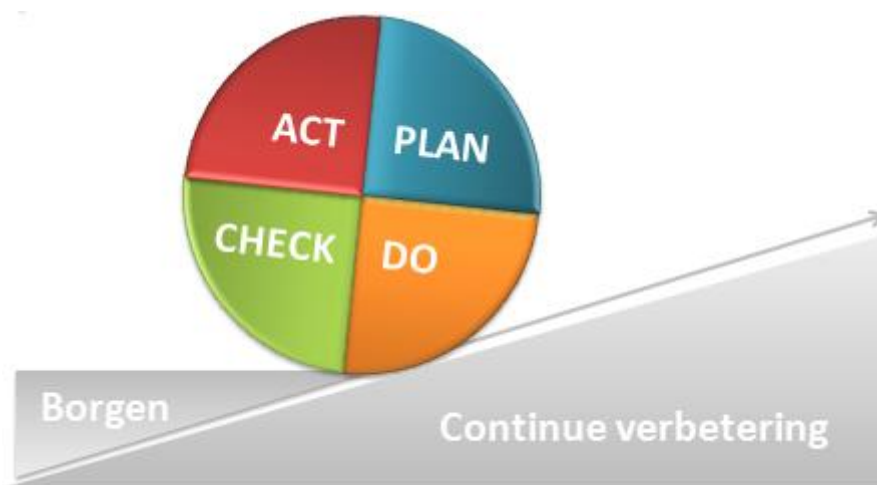 ACT
PLAN
CHECK
DO
Borgen
Continue verbetering